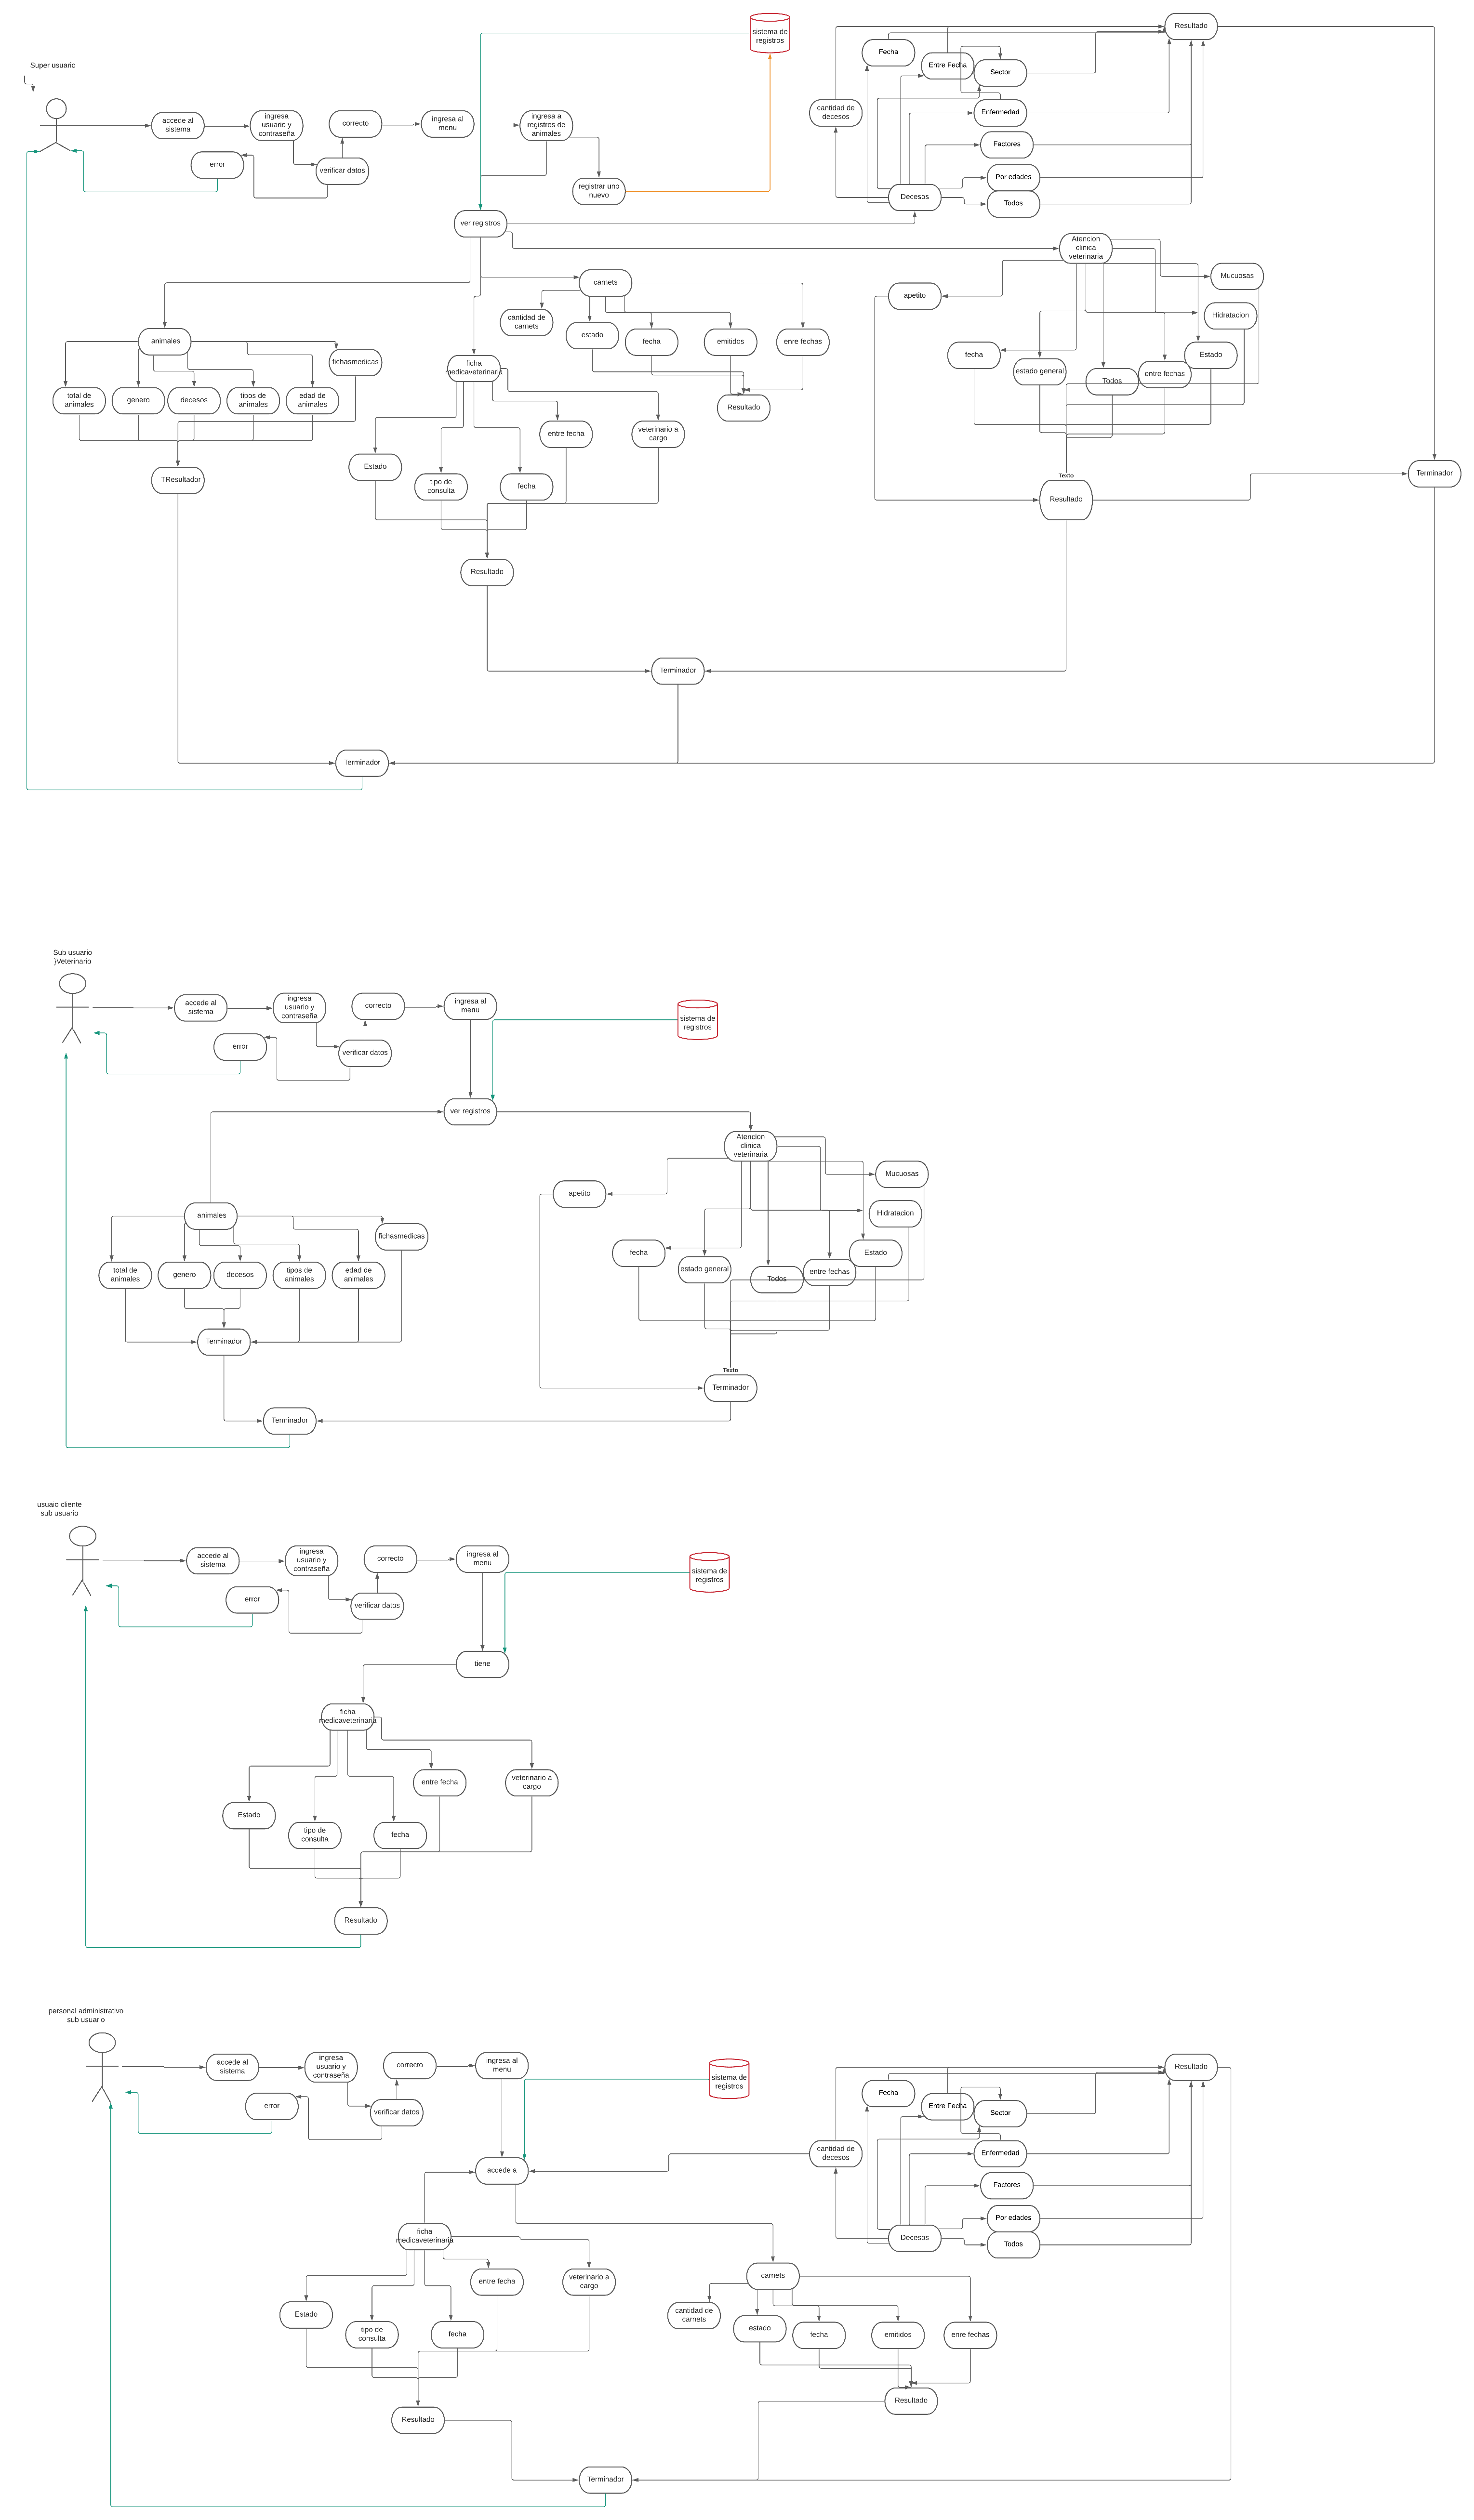 Super usuario
sistema de
registros
accede al
sistema
ingresa
usuario y
contraseña
correcto
ingresa al
menu
ingresa a
registros de
animales
error
verificar datos
registrar uno
nuevo
ver registros
Resultado
Fecha
Entre Fecha
Sector
cantidad de
decesos
Enfermedad
Factores
Por edades
Decesos
Todos
Atencion
clinica
veterinaria
Mucuosas
apetito
Hidratacion
fecha
estado general
Todos
entre fechas
Estado
Texto
Resultado
Terminador
carnets
cantidad de
carnets
estado
fecha
emitidos
enre fechas
Resultado
animales
fichasmedicas
total de
animales
genero
decesos
tipos de
animales
edad de
animales
TResultador
ficha
medicaveterinaria
entre fecha
veterinario a
cargo
Estado
tipo de
consulta
fecha
Resultado
Terminador
Terminador
Sub usuario
}Veterinario
accede al
sistema
ingresa
usuario y
contraseña
correcto
ingresa al
menu
sistema de
registros
error
verificar datos
ver registros
Atencion
clinica
veterinaria
Mucuosas
apetito
Hidratacion
fecha
estado general
Todos
entre fechas
Estado
Texto
Terminador
animales
fichasmedicas
total de
animales
genero
decesos
tipos de
animales
edad de
animales
Terminador
Terminador
usuaio cliente
sub usuario
accede al
sistema
ingresa
usuario y
contraseña
correcto
ingresa al
menu
sistema de
registros
error
verificar datos
tiene
ficha
medicaveterinaria
entre fecha
veterinario a
cargo
Estado
tipo de
consulta
fecha
Resultado
personal administrativo
sub usuario
accede al
sistema
ingresa
usuario y
contraseña
correcto
ingresa al
menu
sistema de
registros
error
verificar datos
accede a
Resultado
Fecha
Entre Fecha
Sector
cantidad de
decesos
Enfermedad
Factores
Por edades
Decesos
Todos
ficha
medicaveterinaria
entre fecha
veterinario a
cargo
Estado
tipo de
consulta
fecha
Resultado
carnets
cantidad de
carnets
estado
fecha
emitidos
enre fechas
Resultado
Terminador